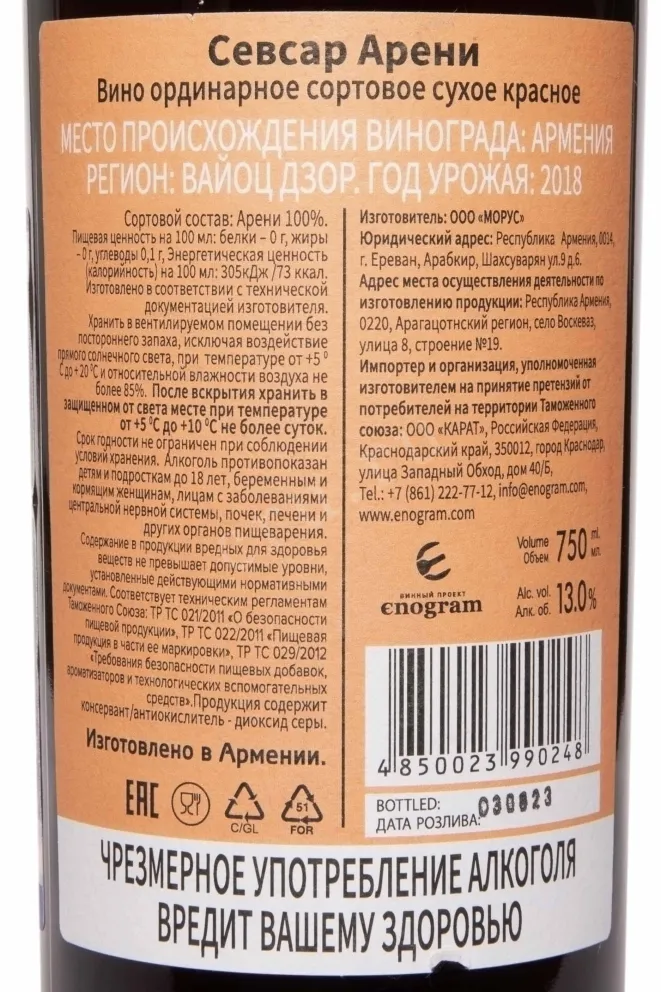 Севсар Арени
Вино ординарное сортовое сухое красное
МЕСТО ПРОИСХОЖДЕНИЯ ВИНОГРАДА: АРМЕНИЯ
РЕГИОН: ВАЙОЦ ДЗОР. ГОД УРОЖАЯ: 2018
Сортовой состав: Арени 100%.
Пищевая ценность на 100 мл: белки – 0 г, жиры
– 0 г, углеводы 0,1 г, Энергетическая ценность
(калорийность) на 100 мл: 305кДж /73 ккал.
Изготовлено в соответствии с технической
документацией изготовителя.
Хранить в вентилируемом помещении без
постороннего запаха, исключая воздействие
прямого солнечного света, при температуре от +5 ⁰
С до + 20 ⁰С и относительной влажности воздуха не
более 85%. После вскрытия хранить в
защищенном от света месте при температуре
от +5 ⁰С до +10 ⁰С не более суток.
Срок годности не ограничен при соблюдении
условий хранения. Алкоголь противопоказан
детям и подросткам до 18 лет, беременным и
кормящим женщинам, лицам с заболеваниями
центральной нервной системы, почек, печени и
других органов пищеварения.
Содержание в продукции вредных для здоровья
веществ не превышает допустимые уровни,
установленные действующими нормативными
документами. Соответствует техническим регламентам
Таможенного Союза: ТР ТС 021/2011 «О безопасности
пищевой продукции», ТР ТС 022/2011 «Пищевая
продукция в части ее маркировки», ТР ТС 029/2012
«Требования безопасности пищевых добавок,
ароматизаторов и технологических вспомогательных
средств».Продукция содержит
консервант/антиокислитель - диоксид серы.
Изготовлено в Армении.
EAC
C/GL
51
FOR
Изготовитель: ООО «МОРУС»
Юридический адрес: Республика Армения,0014,
г. Ереван, Арабкир, Шахсуварян ул.9 д.6.
Адрес места осуществления деятельности по
изготовлению продукции: Республика Армения,
0220, Арагацотнский регион, село Воскеваз,
улица 8, строение №19.
Импортер и организация, уполномоченная
изготовителем на принятие претензий от
потребителей на территории Таможенного
союза: ООО «КАРАТ», Российская Федерация,
Краснодарский край, 350012, город Краснодар,
улица Западный Обход, дом 40/Б,
Tel.: +7 (861) 222-77-12, info@enogram.com,
www.enogram.com
ВИННЫЙ ПРОЕКТ
enogram
Volume 750 ml.
Объем мл.
Alc. vol. 13.0%
Алк. об.
4 850023 990248
BOTTLED: 030823
ДАТА РОЗЛИВА:
ЧРЕЗМЕРНОЕ УПОТРЕБЛЕНИЕ АЛКОГОЛЯ
ВРЕДИТ ВАШЕМУ ЗДОРОВЬЮ